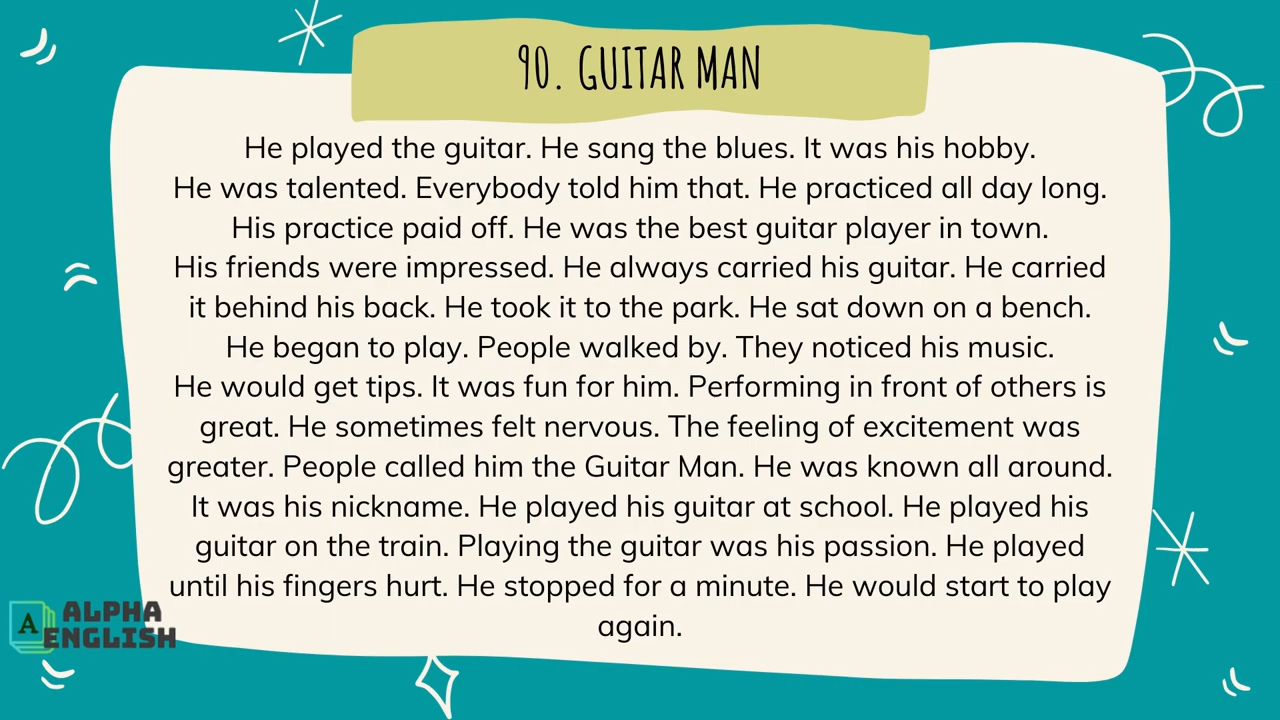 90. GUITAR MAN
He played the guitar. He sang the blues. It was his hobby.
He was talented. Everybody told him that. He practiced all day long.
His practice paid off. He was the best guitar player in town.
His friends were impressed. He always carried his guitar. He carried
it behind his back. He took it to the park. He sat down on a bench.
He began to play. People walked by. They noticed his music.
He would get tips. It was fun for him. Performing in front of others is
great. He sometimes felt nervous. The feeling of excitement was
greater. People called him the Guitar Man. He was known all around.
It was his nickname. He played his guitar at school. He played his
guitar on the train. Playing the guitar was his passion. He played
until his fingers hurt. He stopped for a minute. He would start to play
again.
A
ALPHA
ENGLISH